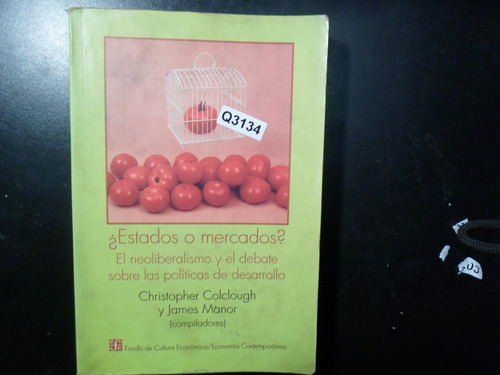 Q3134
¿Estados o mercados?
El neoliberalismo y el debate
sobre las políticas de desarrollo
Christopher Colclough
y James Manor
(compiladores)
Fondo de Cultura Económica/Economía Contemporánea